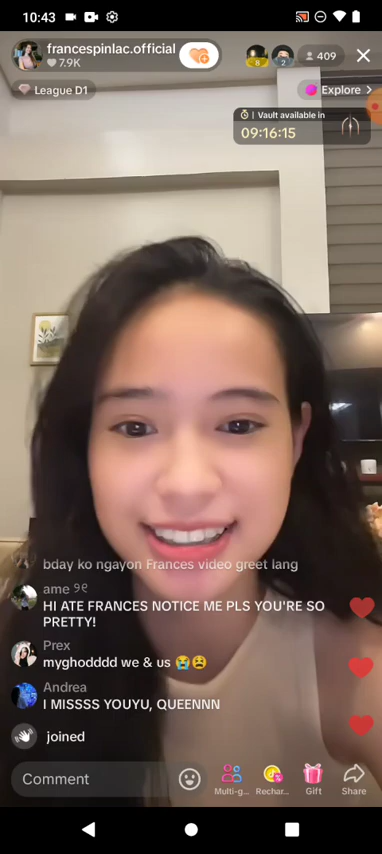 10:43
francespinlac.official
7.9K
8
2
409
League D1
Explore
Vault available in
09:16:15
bday ko ngayon Frances video greet lang
ame
HI ATE FRANCES NOTICE ME PLS YOU'RE SO
PRETTY!
Prex
myghodddd we & us 😭😫
Andrea
I MISSSS YOUYU, QUEENNN
joined
Comment
Multi-g...
Rechar...
Gift
Share